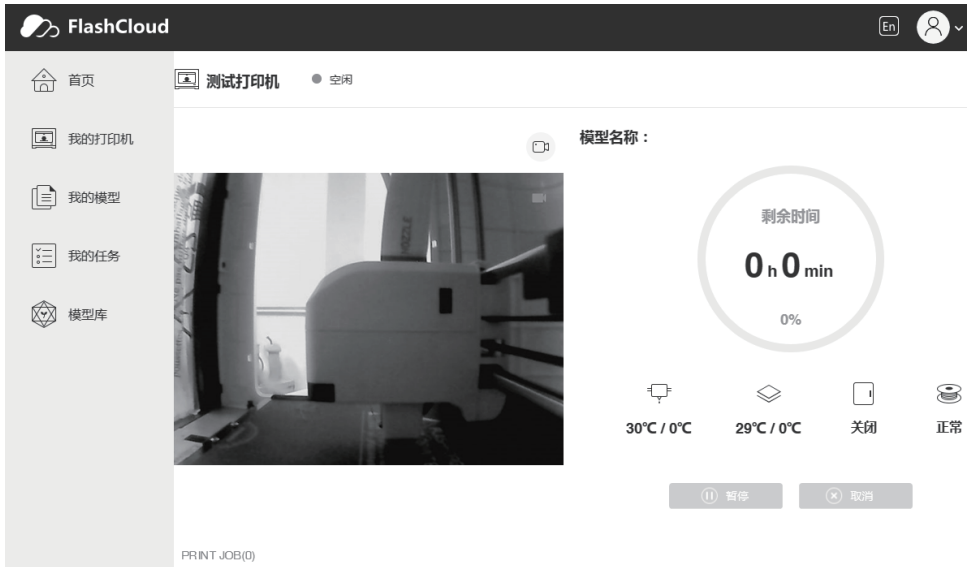 FlashCloud
En
首页
我的打印机
我的模型
我的任务
模型库
测试打印机
空闲
模型名称：
NOZZLE
剩余时间
0 h 0 min
0%
30℃ / 0℃
29℃ / 0℃
关闭
正常
暂停
取消
PRINT JOB(0)